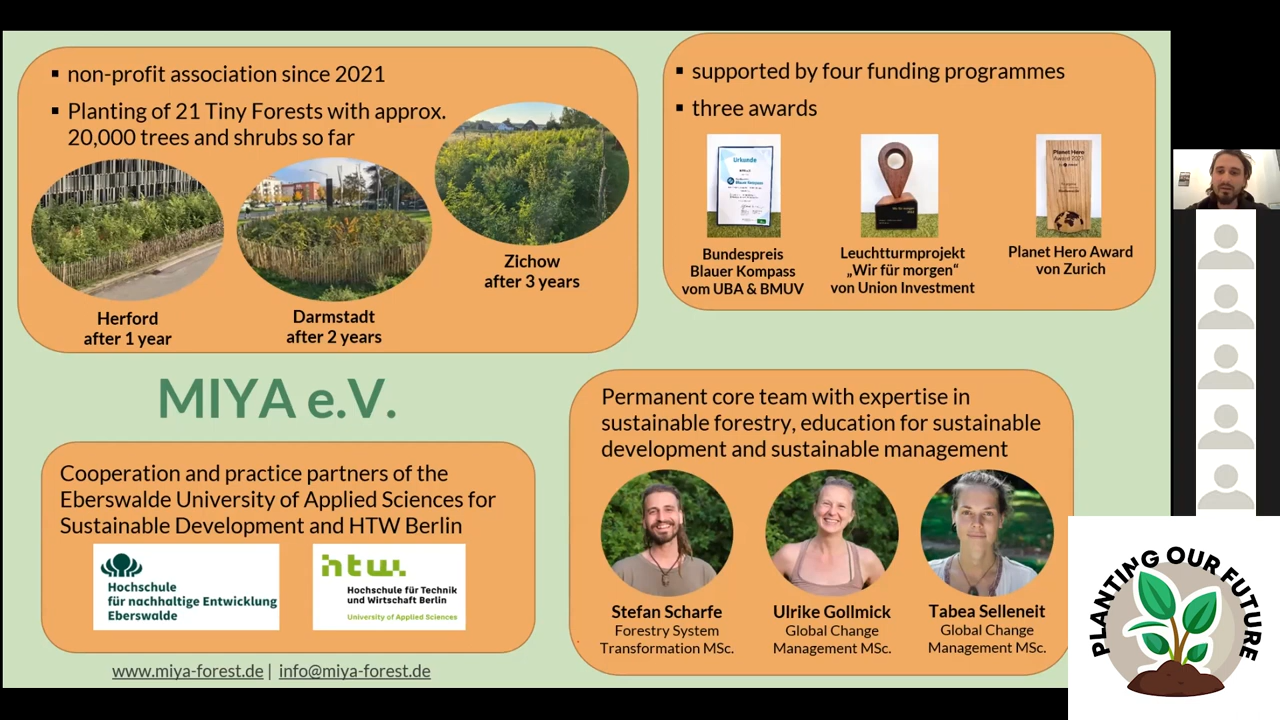 ▪ non-profit association since 2021
▪ Planting of 21 Tiny Forests with approx.
20,000 trees and shrubs so far
Herford
after 1 year
Darmstadt
after 2 years
Zichow
after 3 years
▪ supported by four funding programmes
▪ three awards
Urkunde
Blauer Kompass
Planet Hero
Award 2023
Bundespreis
Blauer Kompass
vom UBA & BMUV
Leuchtturmprojekt
„Wir für morgen“
von Union Investment
Planet Hero Award
von Zurich
MIYA e.V.
Cooperation and practice partners of the
Eberswalde University of Applied Sciences for
Sustainable Development and HTW Berlin
Hochschule
für nachhaltige Entwicklung
Eberswalde
htw.
Hochschule für Technik
und Wirtschaft Berlin
University of Applied Sciences
www.miya-forest.de | info@miya-forest.de
Permanent core team with expertise in
sustainable forestry, education for sustainable
development and sustainable management
Stefan Scharfe
Forestry System
Transformation MSc.
Ulrike Gollmick
Global Change
Management MSc.
Tabea Selleneit
Global Change
Management MSc.
PLANTING OUR FUTURE